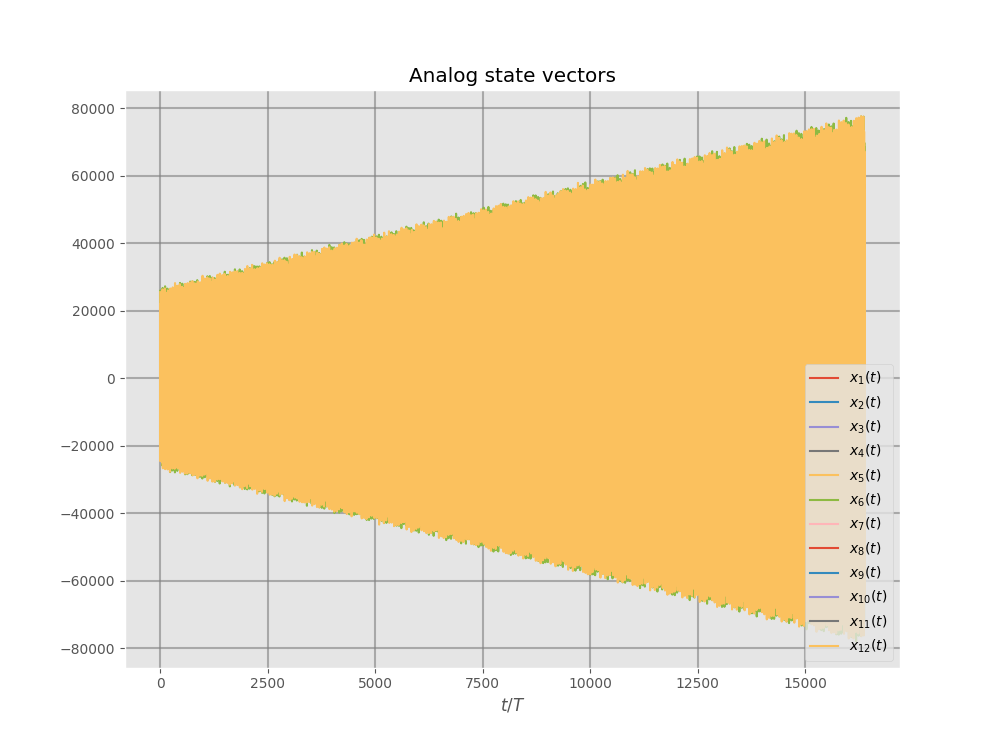 Analog state vectors
80000
60000
40000
20000
0
−20000
−40000
−60000
−80000
0 2500 5000 7500 10000 12500 15000
t/T
x₁(t)
x₂(t)
x₃(t)
x₄(t)
x₅(t)
x₆(t)
x₇(t)
x₈(t)
x₉(t)
x₁₀(t)
x₁₁(t)
x₁₂(t)